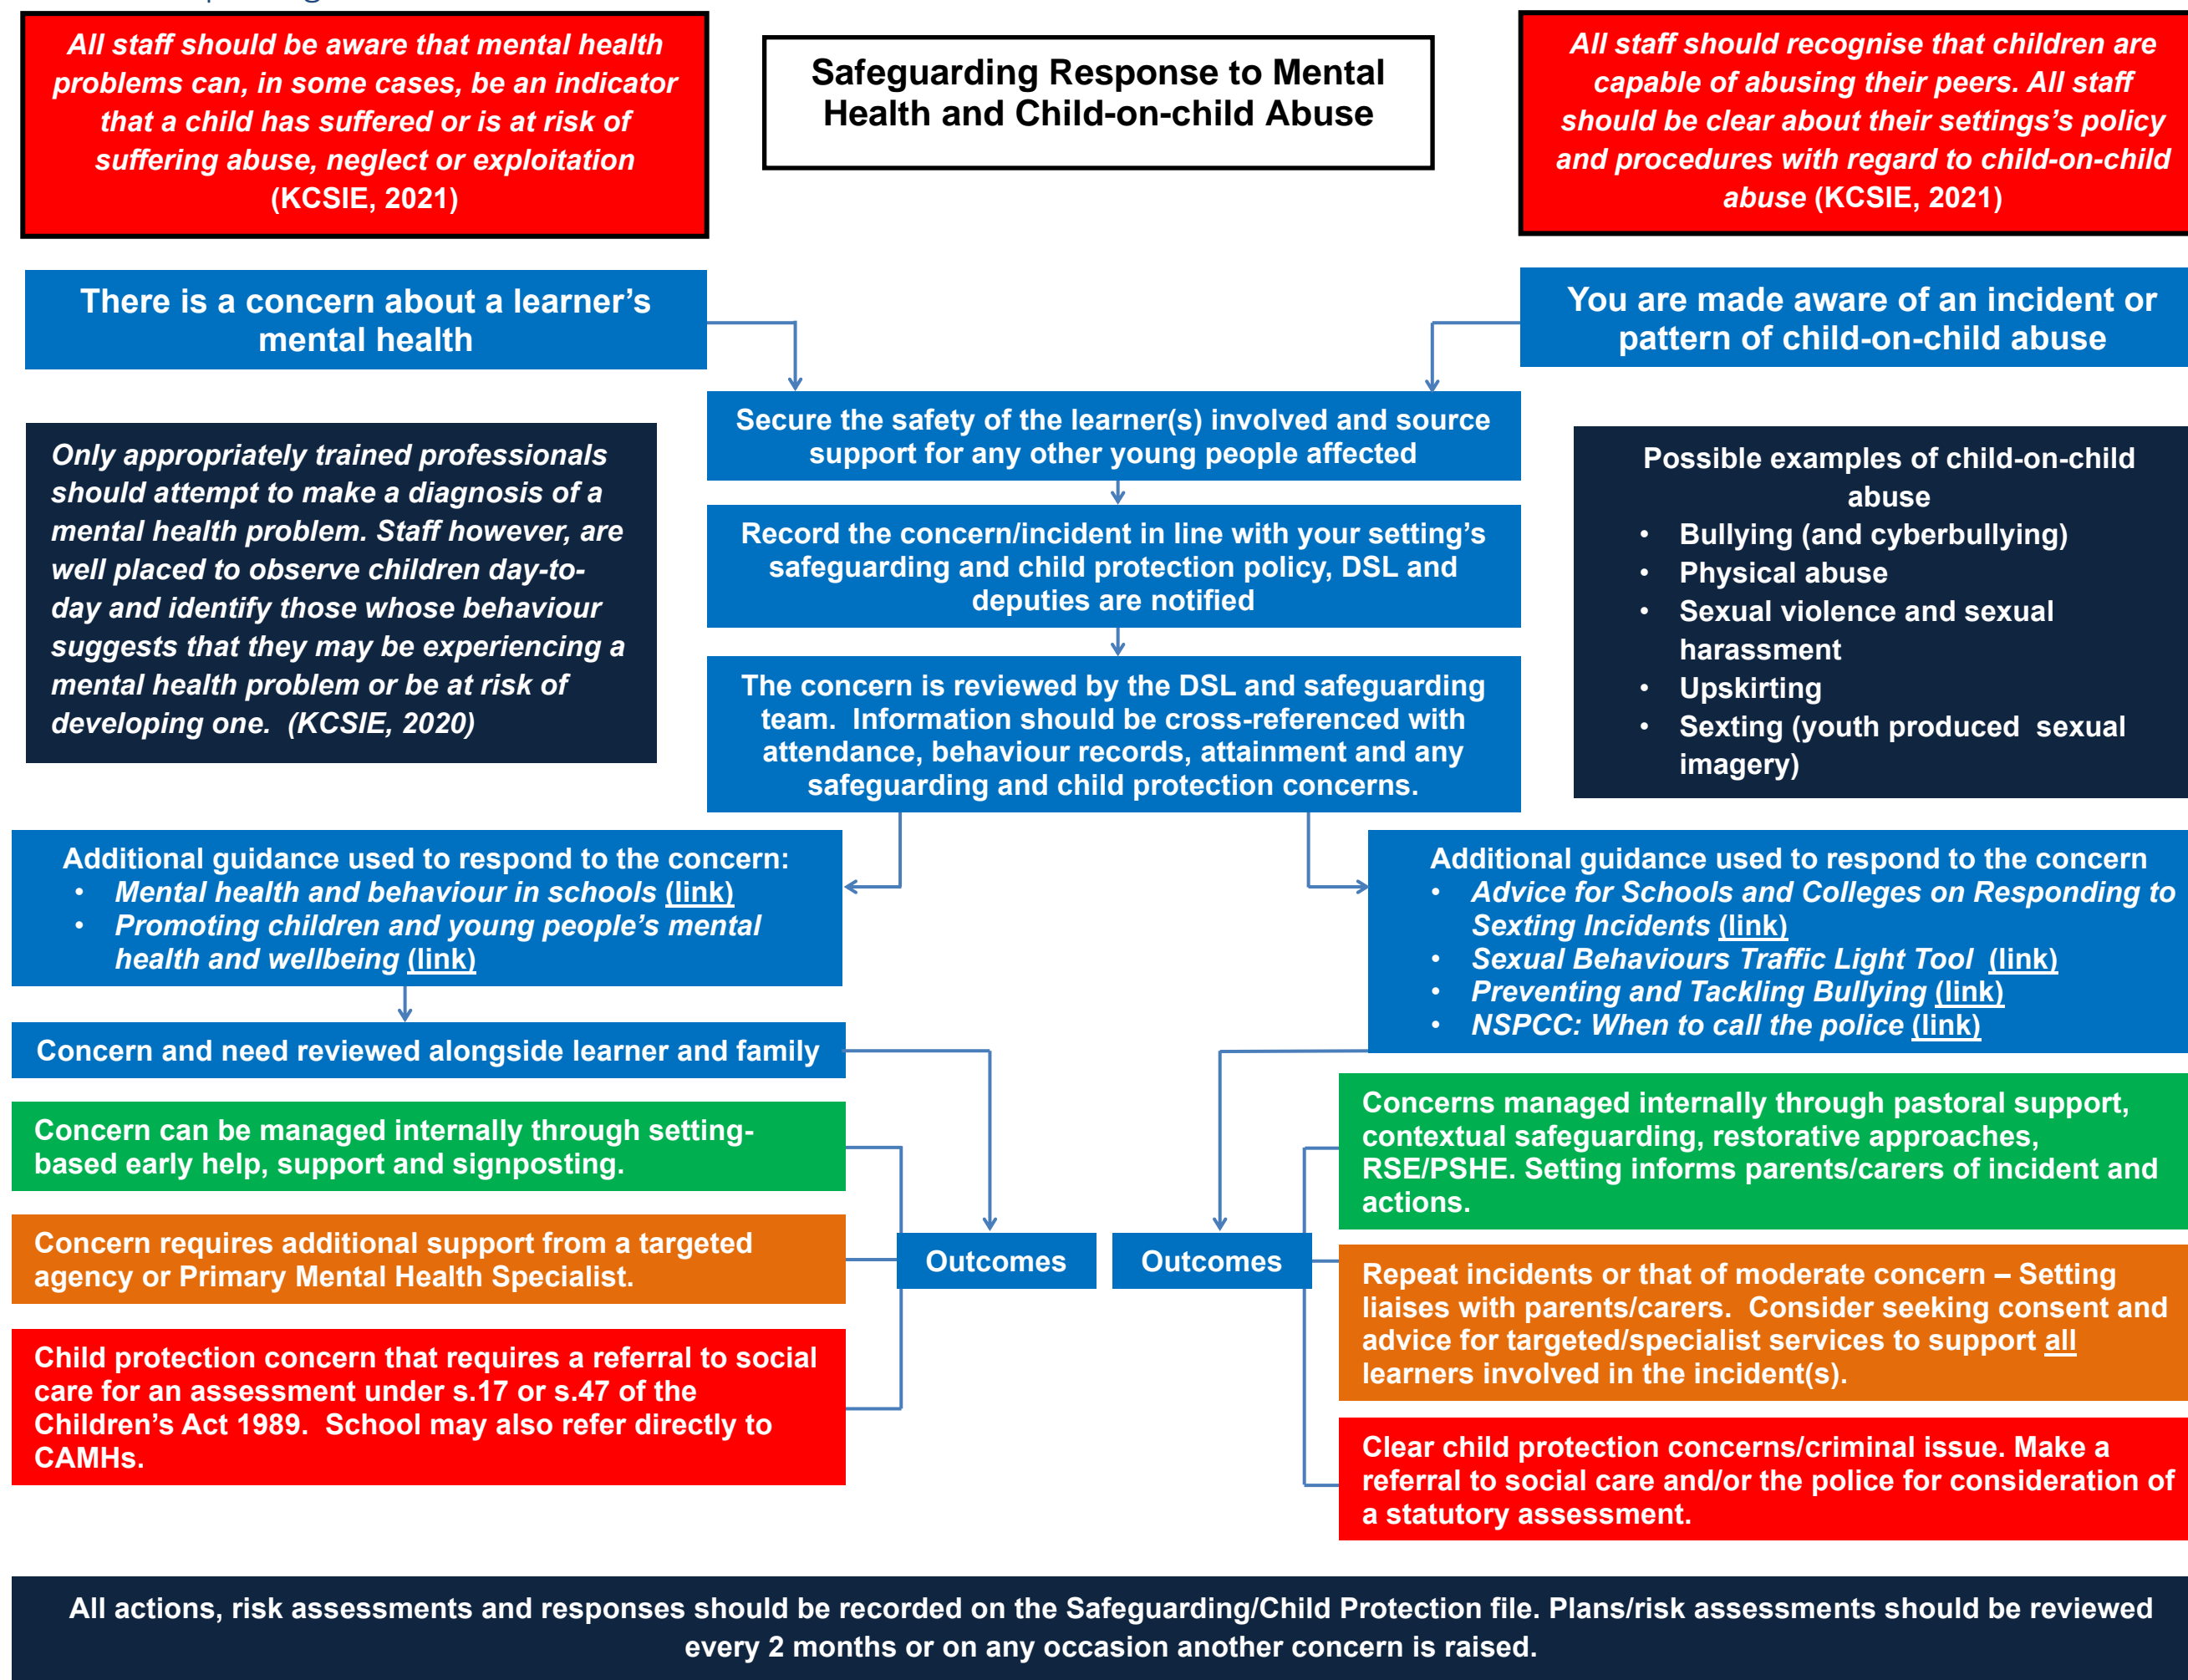 All staff should be aware that mental health
problems can, in some cases, be an indicator
that a child has suffered or is at risk of
suffering abuse, neglect or exploitation
(KCSIE, 2021)
Safeguarding Response to Mental
Health and Child-on-child Abuse
All staff should recognise that children are
capable of abusing their peers. All staff
should be clear about their settings's policy
and procedures with regard to child-on-child
abuse (KCSIE, 2021)
There is a concern about a learner’s
mental health
You are made aware of an incident or
pattern of child-on-child abuse
Secure the safety of the learner(s) involved and source
support for any other young people affected
Only appropriately trained professionals
should attempt to make a diagnosis of a
mental health problem. Staff however, are
well placed to observe children day-to-
day and identify those whose behaviour
suggests that they may be experiencing a
mental health problem or be at risk of
developing one.  (KCSIE, 2020)
Record the concern/incident in line with your setting’s
safeguarding and child protection policy, DSL and
deputies are notified
Possible examples of child-on-child
abuse
• Bullying (and cyberbullying)
• Physical abuse
• Sexual violence and sexual
harassment
• Upskirting
• Sexting (youth produced  sexual
imagery)
The concern is reviewed by the DSL and safeguarding
team.  Information should be cross-referenced with
attendance, behaviour records, attainment and any
safeguarding and child protection concerns.
Additional guidance used to respond to the concern:
• Mental health and behaviour in schools (link)
• Promoting children and young people’s mental
health and wellbeing (link)
Additional guidance used to respond to the concern
• Advice for Schools and Colleges on Responding to
Sexting Incidents (link)
• Sexual Behaviours Traffic Light Tool  (link)
• Preventing and Tackling Bullying (link)
• NSPCC: When to call the police (link)
Concern and need reviewed alongside learner and family
Concern can be managed internally through setting-
based early help, support and signposting.
Concern requires additional support from a targeted
agency or Primary Mental Health Specialist.
Child protection concern that requires a referral to social
care for an assessment under s.17 or s.47 of the
Children’s Act 1989.  School may also refer directly to
CAMHs.
Outcomes
Outcomes
Concerns managed internally through pastoral support,
contextual safeguarding, restorative approaches,
RSE/PSHE. Setting informs parents/carers of incident and
actions.
Repeat incidents or that of moderate concern – Setting
liaises with parents/carers.  Consider seeking consent and
advice for targeted/specialist services to support all
learners involved in the incident(s).
Clear child protection concerns/criminal issue. Make a
referral to social care and/or the police for consideration of
a statutory assessment.
All actions, risk assessments and responses should be recorded on the Safeguarding/Child Protection file. Plans/risk assessments should be reviewed
every 2 months or on any occasion another concern is raised.